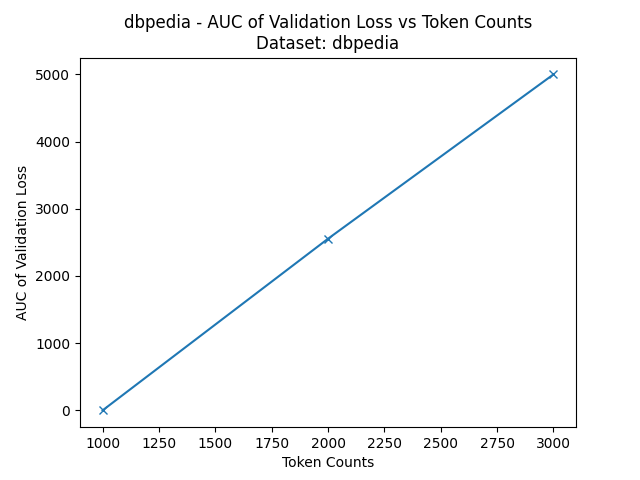 dbpedia - AUC of Validation Loss vs Token Counts
Dataset: dbpedia
5000
4000
3000
2000
1000
0
AUC of Validation Loss
1000 1250 1500 1750 2000 2250 2500 2750 3000
Token Counts